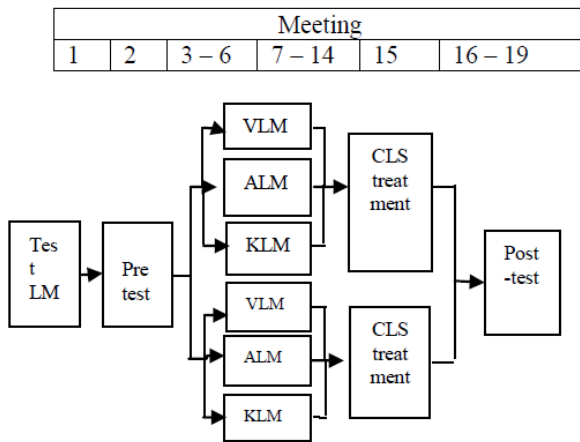 Meeting
1 2 3 – 6 7 – 14 15 16 – 19
VLM
ALM
KLM
CLS
treat
ment
Tes
t
LM
Pre
test
Post
-test
VLM
ALM
KLM
CLS
treat
ment